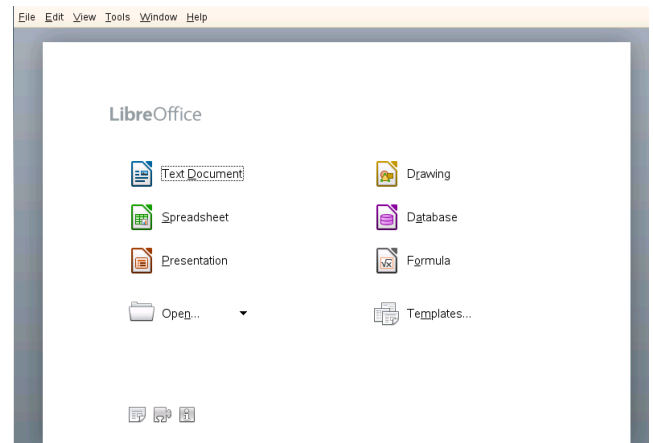 File Edit View Tools Window Help
LibreOffice
Text Document
Drawing
Spreadsheet
Database
Presentation
Formula
Open...
Templates...